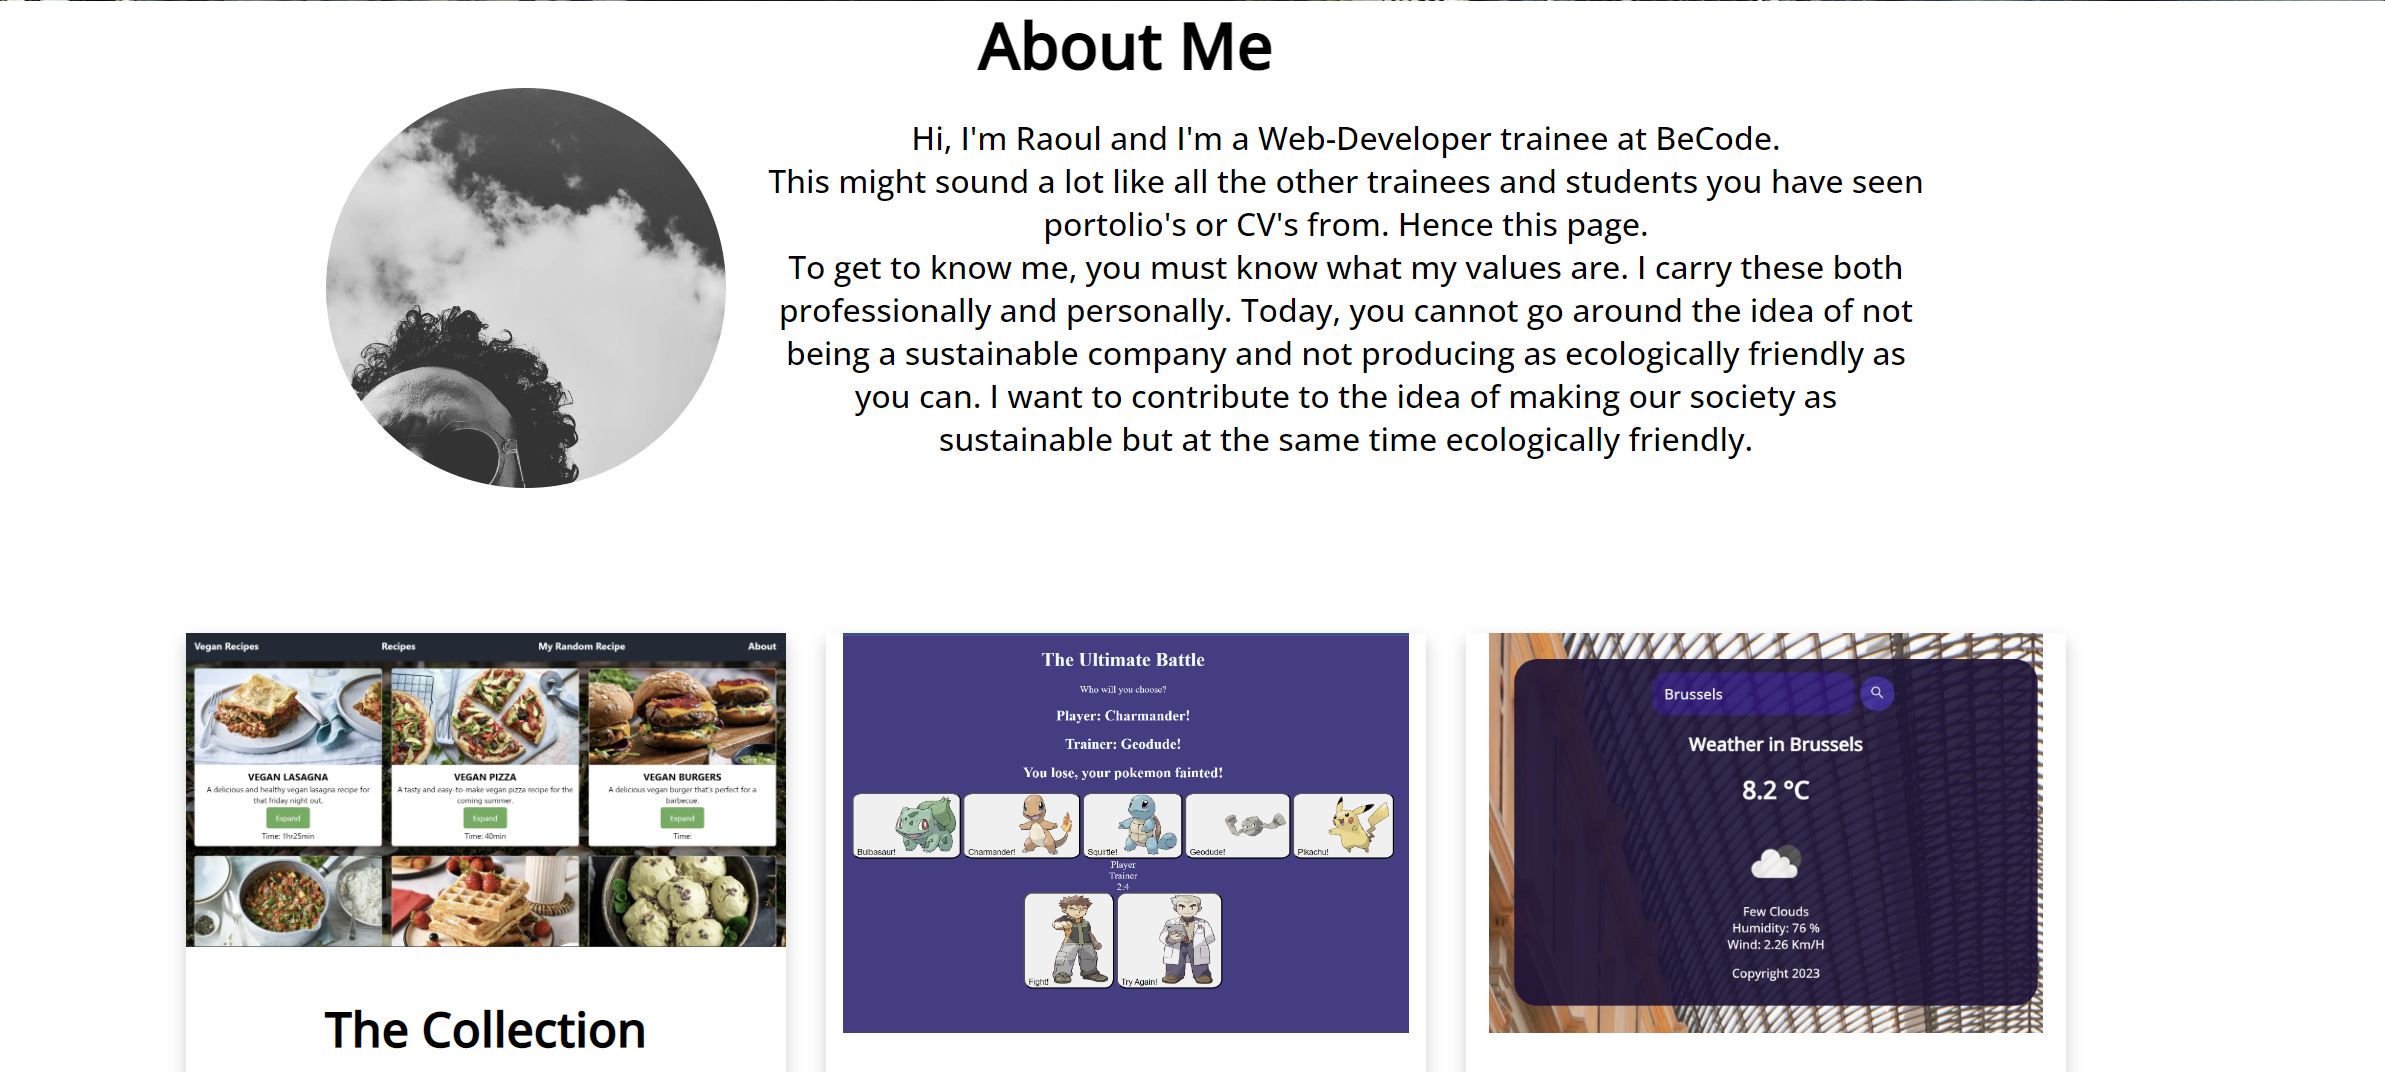 About Me
Hi, I'm Raoul and I'm a Web-Developer trainee at BeCode.
This might sound a lot like all the other trainees and students you have seen
portolio's or CV's from. Hence this page.
To get to know me, you must know what my values are. I carry these both
professionally and personally. Today, you cannot go around the idea of not
being a sustainable company and not producing as ecologically friendly as
you can. I want to contribute to the idea of making our society as
sustainable but at the same time ecologically friendly.
Vegan Recipes
Recipes
My Random Recipe
About
VEGAN LASAGNA
A delicious and healthy vegan lasagna recipe for
that friday night out.
Expand
Time: 1hr25min
VEGAN PIZZA
A tasty and easy-to-make vegan pizza recipe for the
coming summer.
Expand
Time: 40min
VEGAN BURGERS
A delicious vegan burger that's perfect for a
barbecue.
Expand
Time:
The Collection
The Ultimate Battle
Who will you choose?
Player: Charmander!
Trainer: Geodude!
You lose, your pokemon fainted!
Bulbasaur!
Charmander!
Squirtle!
Geodude!
Pikachu!
Player
Trainer
2:4
Fight!
Try Again!
Brussels
Weather in Brussels
8.2 °C
Few Clouds
Humidity: 76 %
Wind: 2.26 Km/H
Copyright 2023